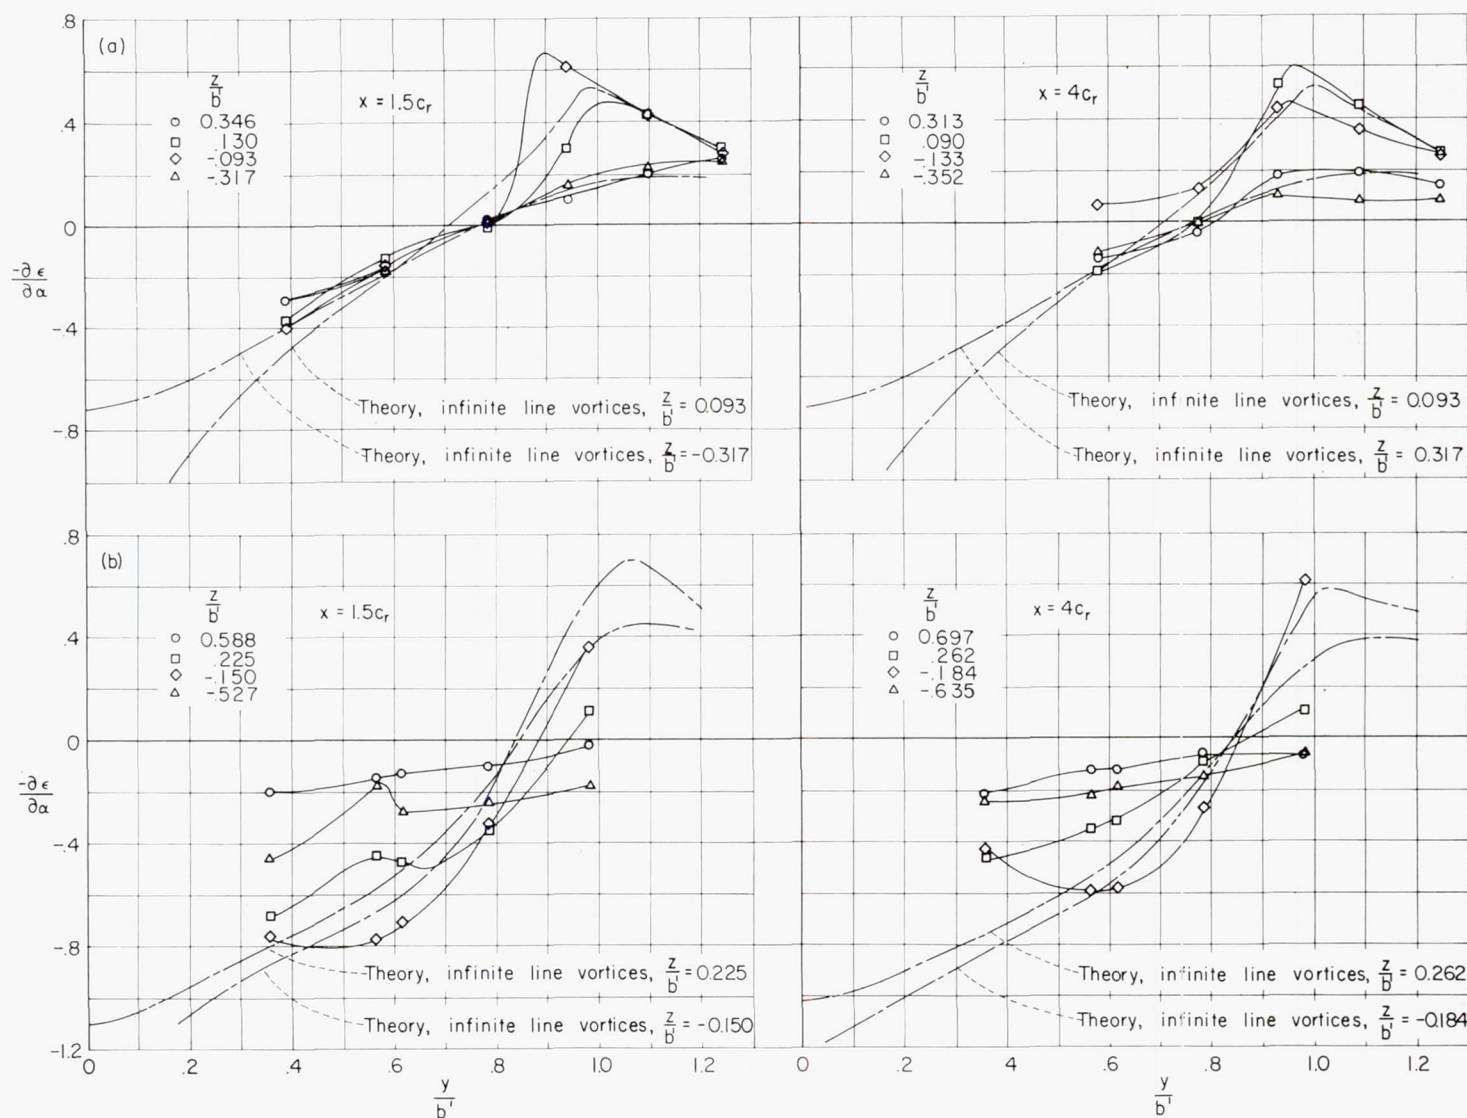 (a)
z/b'
x = 1.5cr
0.346
.130
-.093
-.317
Theory, infinite line vortices, z/b' = 0.093
Theory, infinite line vortices, z/b' = -0.317
.8
.4
0
-.4
-.8
-∂ε/∂α
z/b'
x = 4cr
0.313
.090
-.133
-.352
Theory, infinite line vortices, z/b' = 0.093
Theory, infinite line vortices, z/b' = 0.317
(b)
z/b'
x = 1.5cr
0.588
.225
-.150
-.527
Theory, infinite line vortices, z/b' = 0.225
Theory, infinite line vortices, z/b' = -0.150
.8
.4
0
-.4
-.8
-1.2
-∂ε/∂α
0 .2 .4 .6 .8 1.0 1.2
y/b'
z/b'
x = 4cr
0.697
.262
-.184
-.635
Theory, infinite line vortices, z/b' = 0.262
Theory, infinite line vortices, z/b' = -0.184
0 .2 .4 .6 .8 1.0 1.2
y/b'